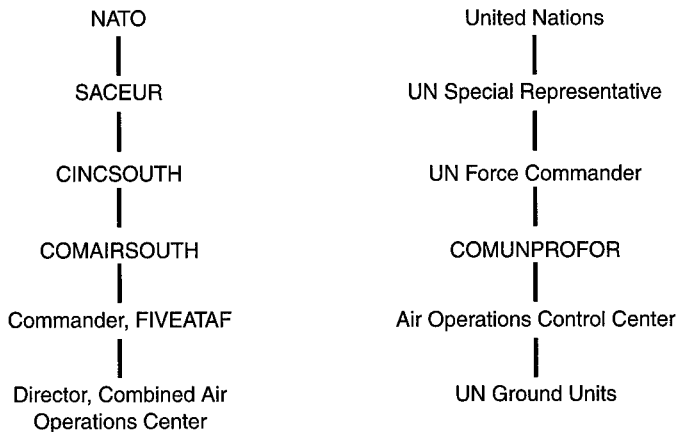 NATO
SACEUR
CINCSOUTH
COMAIRSOUTH
Commander, FIVEATAF
Director, Combined Air
Operations Center
United Nations
UN Special Representative
UN Force Commander
COMUNPROFOR
Air Operations Control Center
UN Ground Units